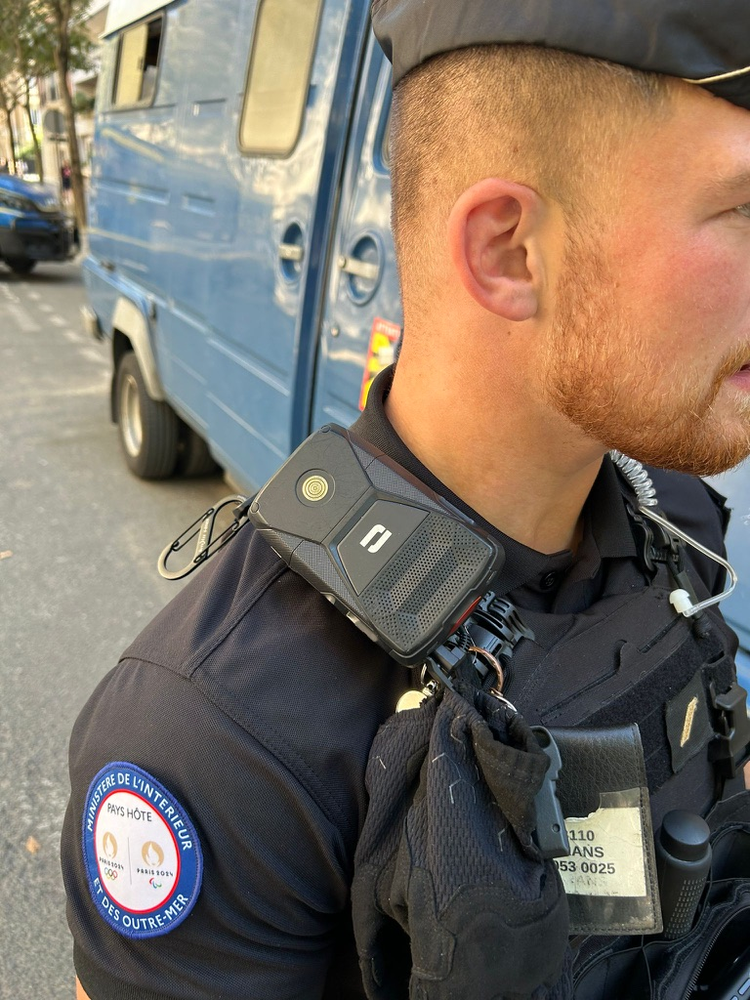 MINISTERE DE L'INTERIEUR
PAYS HÔTE
PARIS 2024
PARIS 2024
ET DES OUTRE-MER
110
ANS
053 0025